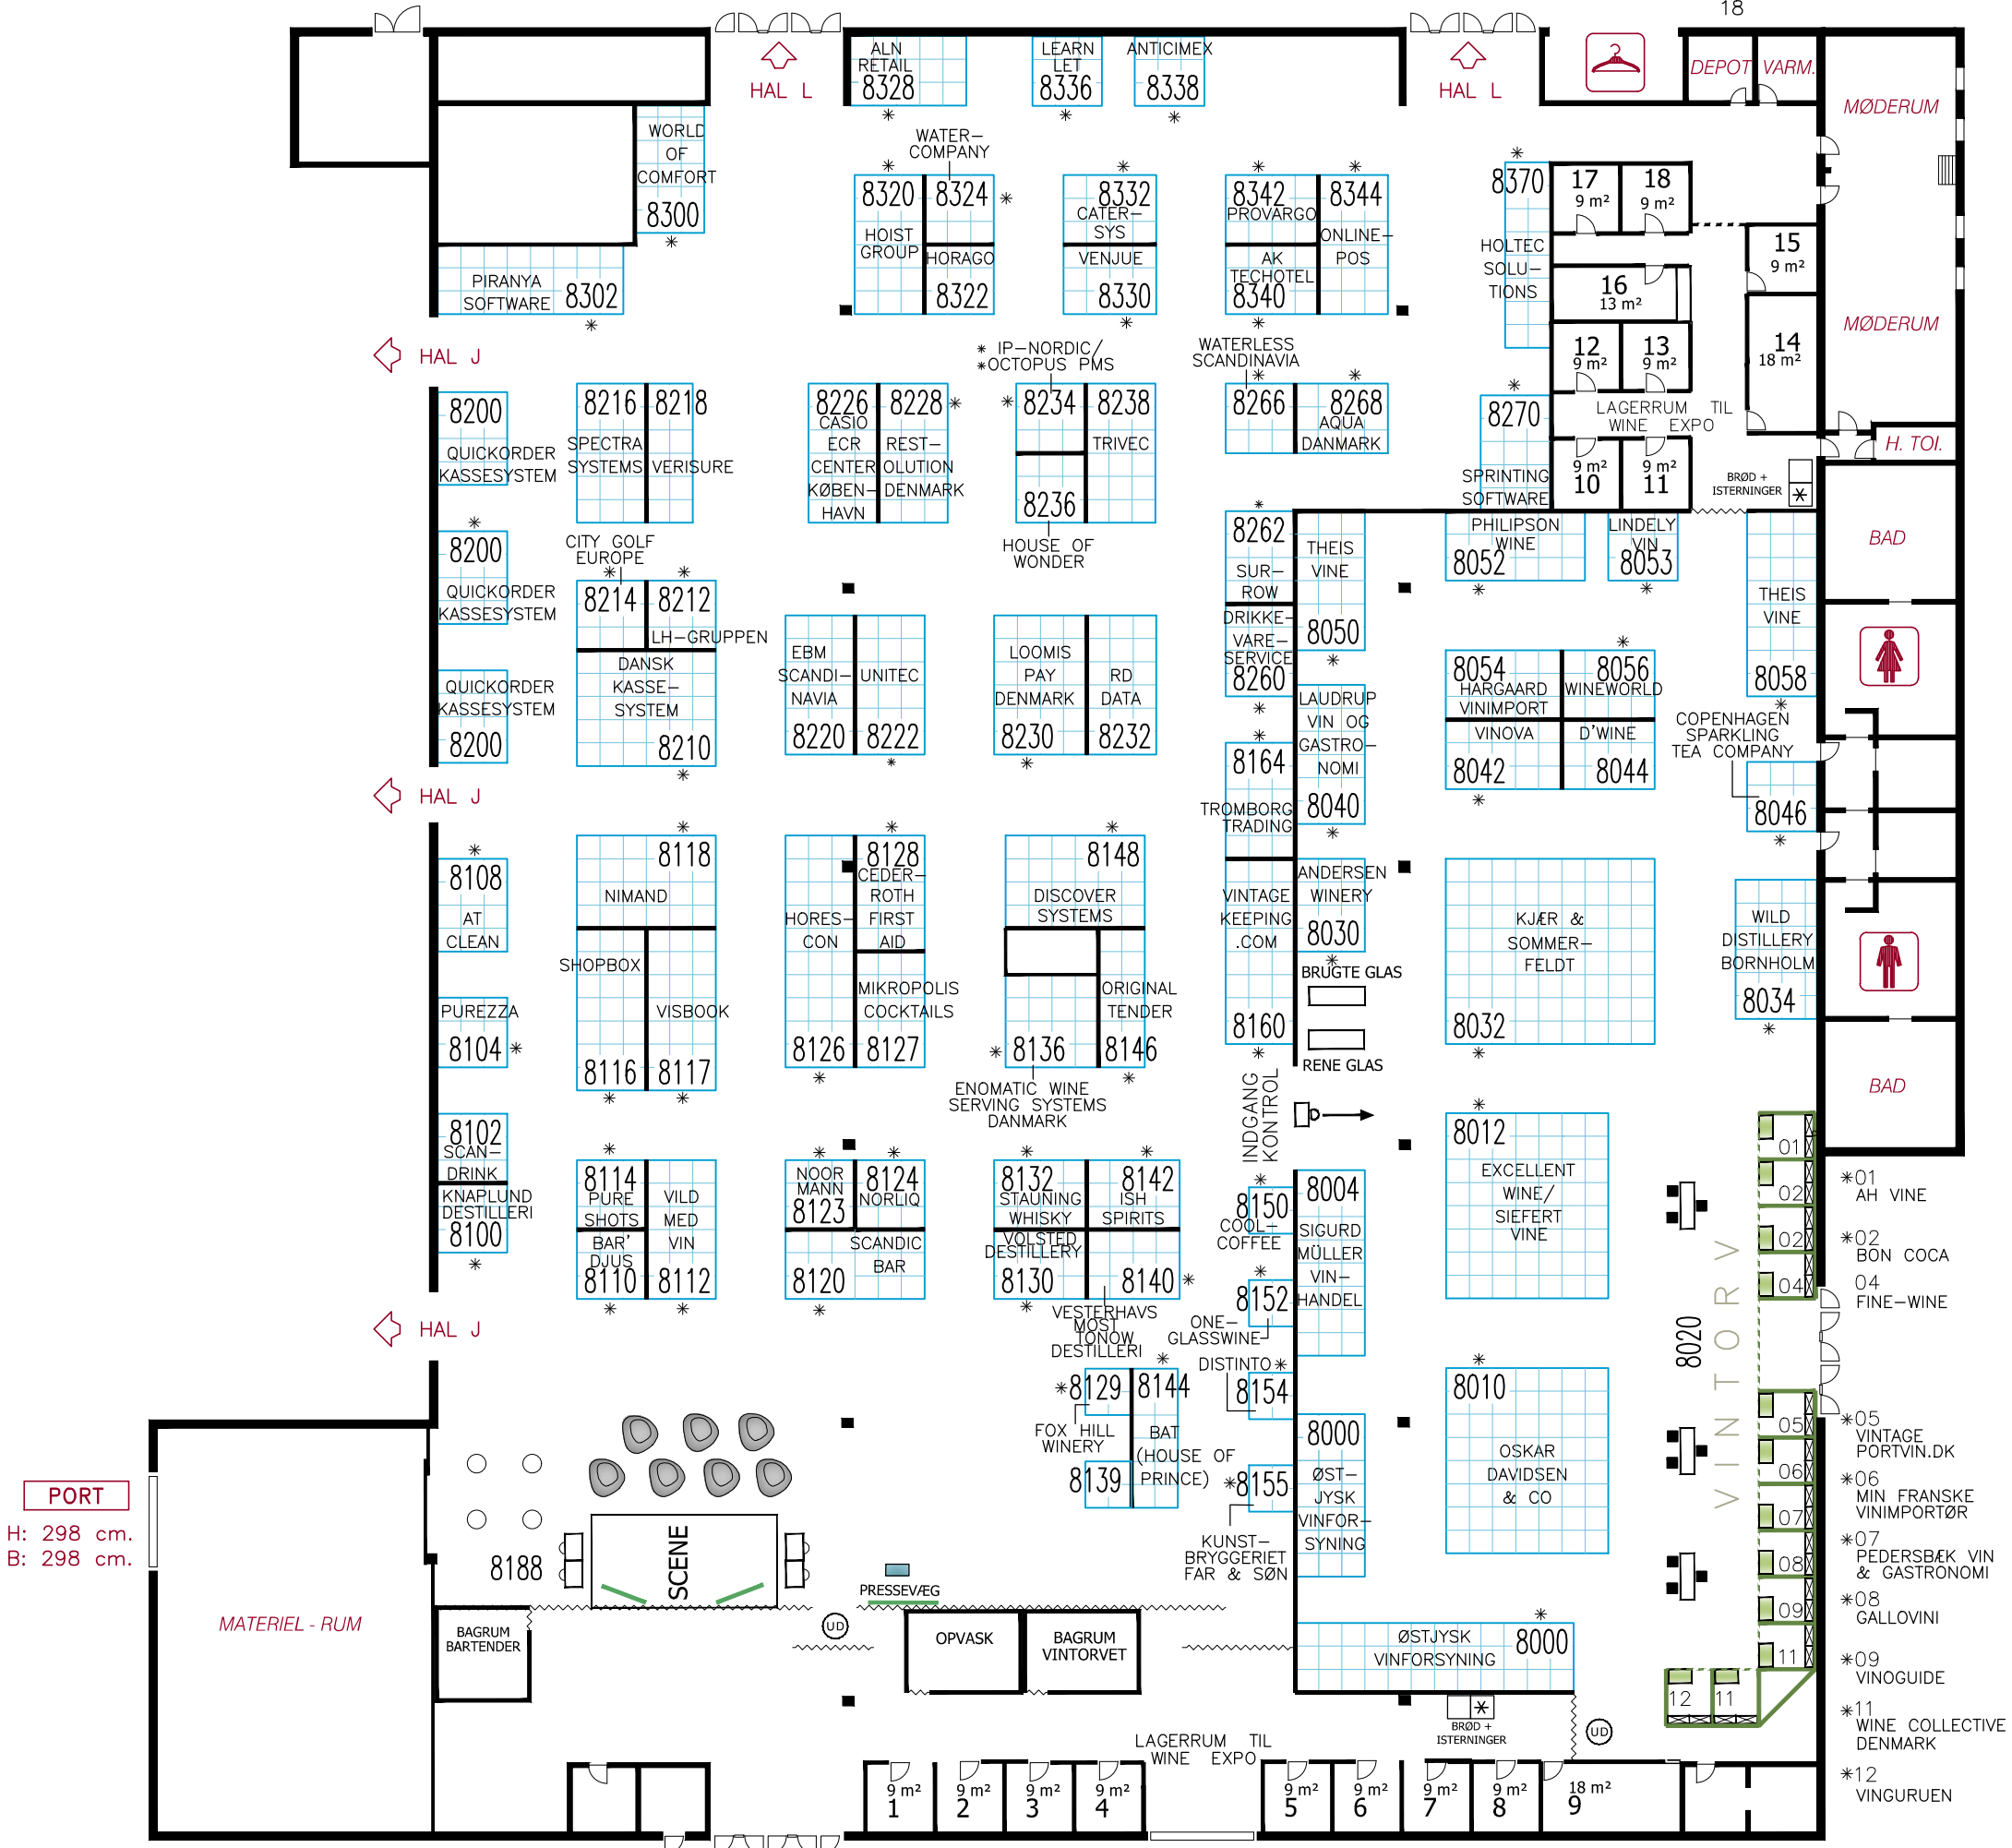 18
ALN
RETAIL
8328
LEARN
LET
8336
ANTICIMEX
8338
HAL L
HAL L
DEPOT
VARM.
MØDERUM
WORLD
OF
COMFORT
8300
WATER-
COMPANY
8320
HOIST
GROUP
8324
HORAGO
8322
8332
CATER-
SYS
VENJUE
8330
8342
PROVARGO
AK
TECHOTEL
8340
8344
ONLINE-
POS
8370
HOLTEC
SOLU-
TIONS
17
9 m²
18
9 m²
15
9 m²
16
13 m²
12
9 m²
13
9 m²
14
18 m²
MØDERUM
PIRANYA
SOFTWARE 8302
HAL J
* IP-NORDIC/
*OCTOPUS PMS
WATERLESS
SCANDINAVIA
8200
QUICKORDER
KASSESYSTEM
8216
SPECTRA
SYSTEMS
8218
VERISURE
8226
CASIO
ECR
CENTER
KØBEN-
HAVN
8228
REST-
OLUTION
DENMARK
8234
8236
HOUSE OF
WONDER
8238
TRIVEC
8266
8268
AQUA
DANMARK
8270
SPRINTING
SOFTWARE
LAGERRUM TIL
WINE EXPO
9 m²
10
9 m²
11
BRØD +
ISTERNINGER
H. TOI.
BAD
8200
QUICKORDER
KASSESYSTEM
CITY GOLF
EUROPE
8214
8212
LH-GRUPPEN
DANSK
KASSE-
SYSTEM
8210
8262
SUR-
ROW
DRIKKE-
VARE-
SERVICE
8260
THEIS
VINE
8050
PHILIPSON
WINE
8052
LINDELY
VIN
8053
THEIS
VINE
8058
QUICKORDER
KASSESYSTEM
8200
EBM
SCANDI-
NAVIA
8220
UNITEC
8222
LOOMIS
PAY
DENMARK
8230
RD
DATA
8232
LAUDRUP
VIN OG
GASTRO-
NOMI
8040
8054
HARGAARD
VINIMPORT
8056
WINEWORLD
VINOVA
8042
D'WINE
8044
COPENHAGEN
SPARKLING
TEA COMPANY
8046
HAL J
8164
TROMBORG
TRADING
8108
AT
CLEAN
8118
NIMAND
SHOPBOX
8116
VISBOOK
8117
HORES-
CON
8126
8128
CEDER-
ROTH
FIRST
AID
MIKROPOLIS
COCKTAILS
8127
8148
DISCOVER
SYSTEMS
8136
ENOMATIC WINE
SERVING SYSTEMS
DANMARK
ORIGINAL
TENDER
8146
VINTAGE
KEEPING
.COM
8160
ANDERSEN
WINERY
8030
BRUGTE GLAS
RENE GLAS
KJÆR &
SOMMER-
FELDT
8032
WILD
DISTILLERY
BORNHOLM
8034
BAD
PUREZZA
8104
INDGANG
KONTROL
8102
SCAN-
DRINK
KNAPLUND
DESTILLERI
8100
8114
PURE
SHOTS
BAR'
DJUS
8110
VILD
MED
VIN
8112
NOOR
MANN
8123
8124
NORLIQ
SCANDIC
BAR
8120
8132
STAUNING
WHISKY
VOLSTED
DESTILLERY
8130
8142
ISH
SPIRITS
8140
VESTERHAVS
MOST
TONOW
DESTILLERI
8150
COOL-
COFFEE
8152
ONE-
GLASSWINE
DISTINTO
8154
8004
SIGURD
MÜLLER
VIN-
HANDEL
8012
EXCELLENT
WINE/
SIEFERT
VINE
01
02
02
04
8020
VINTORV
*01
AH VINE
*02
BON COCA
04
FINE-WINE
HAL J
8129
FOX HILL
WINERY
8139
8144
BAT
(HOUSE OF
PRINCE)
8155
KUNST-
BRYGGERIET
FAR & SØN
8000
ØST-
JYSK
VINFOR-
SYNING
8010
OSKAR
DAVIDSEN
& CO
05
06
07
08
09
11
12
11
*05
VINTAGE
PORTVIN.DK
*06
MIN FRANSKE
VINIMPORTØR
*07
PEDERSBÆK VIN
& GASTRONOMI
*08
GALLOVINI
*09
VINOGUIDE
*11
WINE COLLECTIVE
DENMARK
*12
VINGURUEN
PORT
H: 298 cm.
B: 298 cm.
MATERIEL - RUM
8188
SCENE
PRESSEVÆG
BAGRUM
BARTENDER
UD
OPVASK
BAGRUM
VINTORVET
ØSTJYSK
VINFORSYNING
8000
BRØD +
ISTERNINGER
UD
LAGERRUM TIL
WINE EXPO
9 m²
1
9 m²
2
9 m²
3
9 m²
4
9 m²
5
9 m²
6
9 m²
7
9 m²
8
18 m²
9